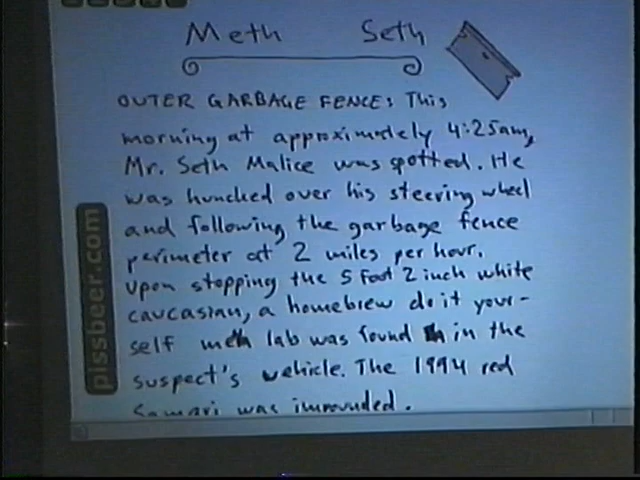 Meth Seth
OUTER GARBAGE FENCE: This
morning at approximately 4:25am,
Mr. Seth Malice was spotted. He
was hunched over his steering wheel
and following the garbage fence
perimeter at 2 miles per hour.
Upon stopping the 5 foot 2 inch white
caucasian, a homebrew do it your-
self meth lab was found in the
suspect's vehicle. The 1994 red
Samari was impounded.
pissbeer.com